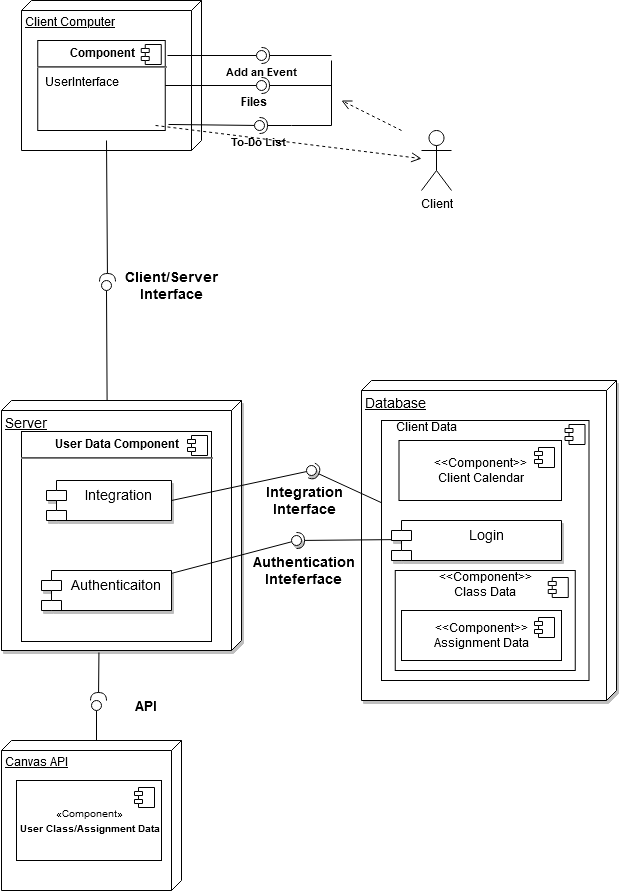 Client Computer
Component
UserInterface
Add an Event
Files
To-Do List
Client
Client/Server
Interface
Server
User Data Component
Integration
Authenticaiton
Integration
Interface
Authentication
Inteferface
Database
Client Data
<<Component>>
Client Calendar
Login
<<Component>>
Class Data
<<Component>>
Assignment Data
API
Canvas API
«Component»
User Class/Assignment Data